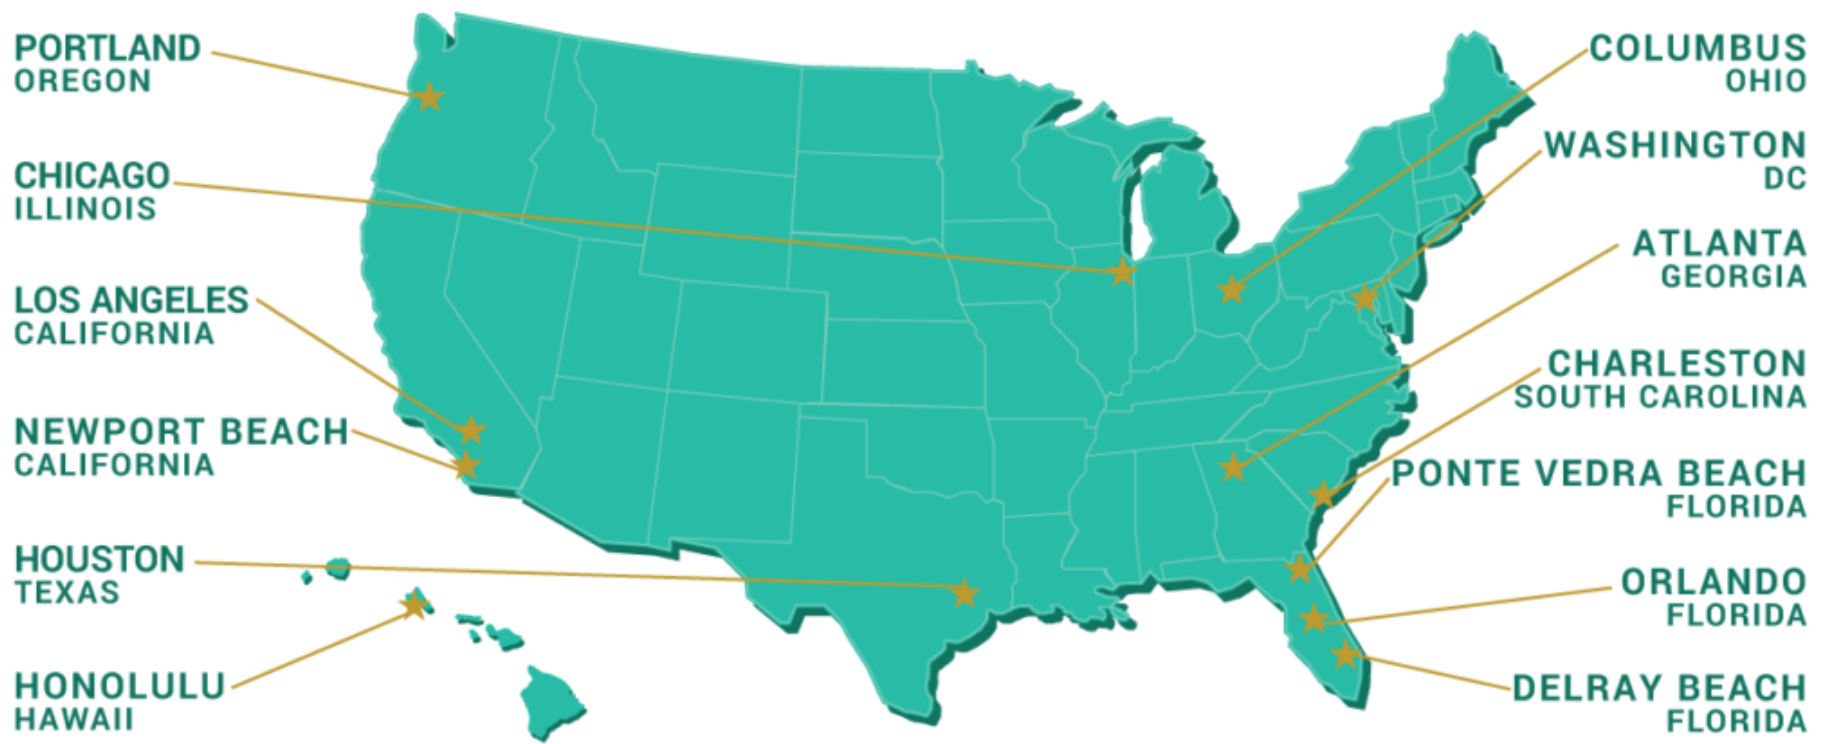 PORTLAND
OREGON
CHICAGO
ILLINOIS
LOS ANGELES
CALIFORNIA
NEWPORT BEACH
CALIFORNIA
HOUSTON
TEXAS
HONOLULU
HAWAII
COLUMBUS
OHIO
WASHINGTON
DC
ATLANTA
GEORGIA
CHARLESTON
SOUTH CAROLINA
PONTE VEDRA BEACH
FLORIDA
ORLANDO
FLORIDA
DELRAY BEACH
FLORIDA